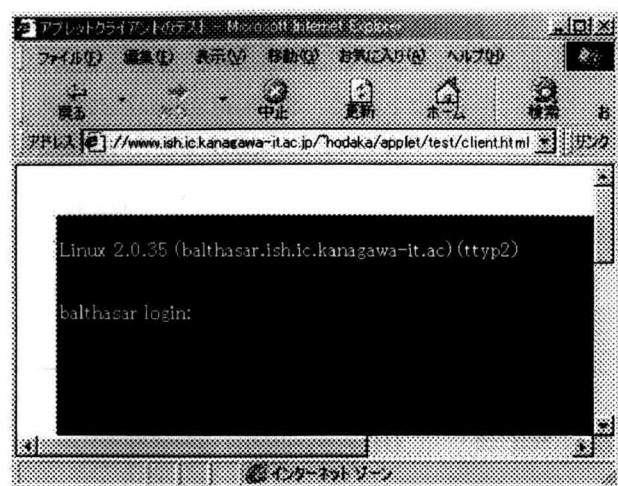 アプレットクライアントのテスト - Microsoft Internet Explorer
ファイル(F) 編集(E) 表示(V) 移動(G) お気に入り(A) ヘルプ(H)
戻る 中止 更新 ホーム 検索 お
アドレス ://www.ish.ic.kanagawa-it.ac.jp/~hodaka/applet/test/client.html リンク
Linux 2.0.35 (balthasar.ish.ic.kanagawa-it.ac) (ttyp2)
balthasar login:
インターネット ゾーン